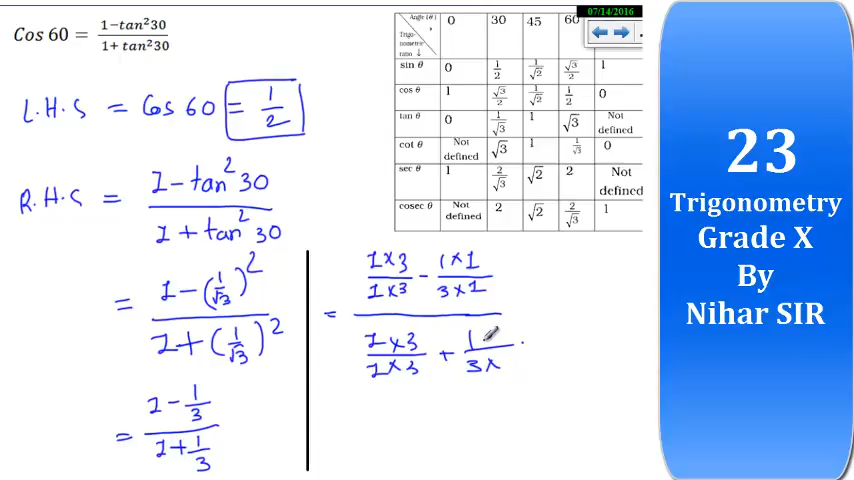 Cos 60 = (1−tan²30)/(1+ tan²30)
L.H.S = Cos 60 = 1/2
R.H.S = (1−tan²30)/(1+tan²30)
= (1−(1/√3)²)/(1+(1/√3)²)
= (1−1/3)/(1+1/3)
= ((1×3)/(1×3) − (1×1)/(3×1))/((1×3)/(1×3) + 1/(3×
07/14/2016
Angle (θ) Trigo-nometric ratio ↓ 0 30 45 60
sin θ 0 1/2 1/√2 √3/2 1
cos θ 1 √3/2 1/√2 1/2 0
tan θ 0 1/√3 1 √3 Not defined
cot θ Not defined √3 1 1/√3 0
sec θ 1 2/√3 √2 2 Not defined
cosec θ Not defined 2 √2 2/√3 1
23
Trigonometry
Grade X
By
Nihar SIR